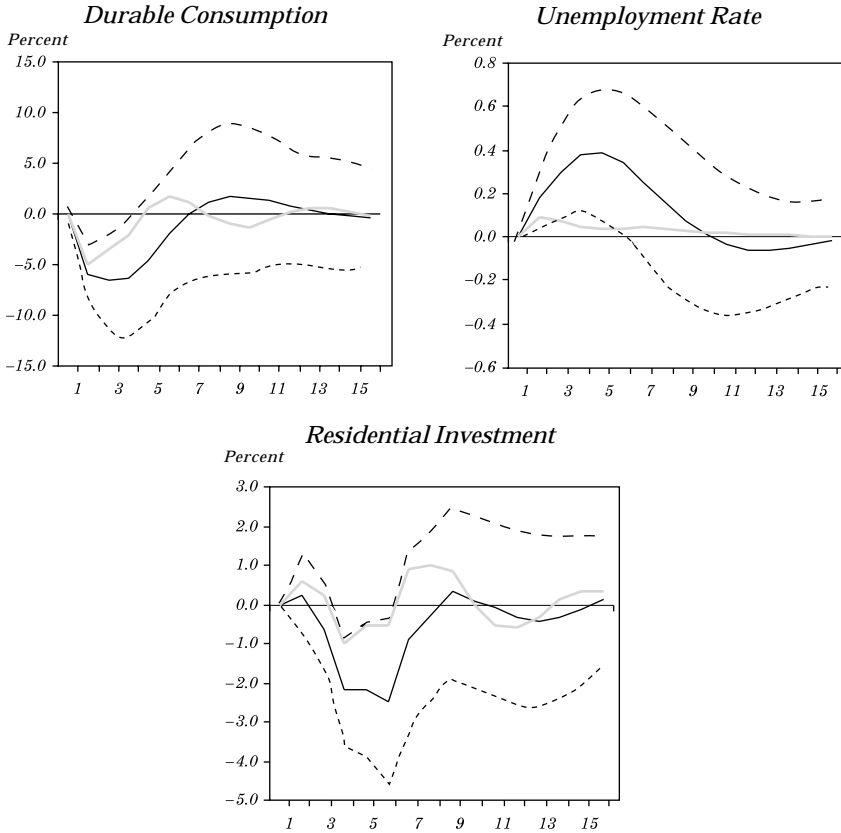 Durable Consumption
Percent
15.0
10.0
5.0
0.0
−5.0
−10.0
−15.0
1 3 5 7 9 11 13 15
Unemployment Rate
Percent
0.8
0.6
0.4
0.2
0.0
−0.2
−0.4
−0.6
1 3 5 7 9 11 13 15
Residential Investment
Percent
3.0
2.0
1.0
0.0
−1.0
−2.0
−3.0
−4.0
−5.0
1 3 5 7 9 11 13 15